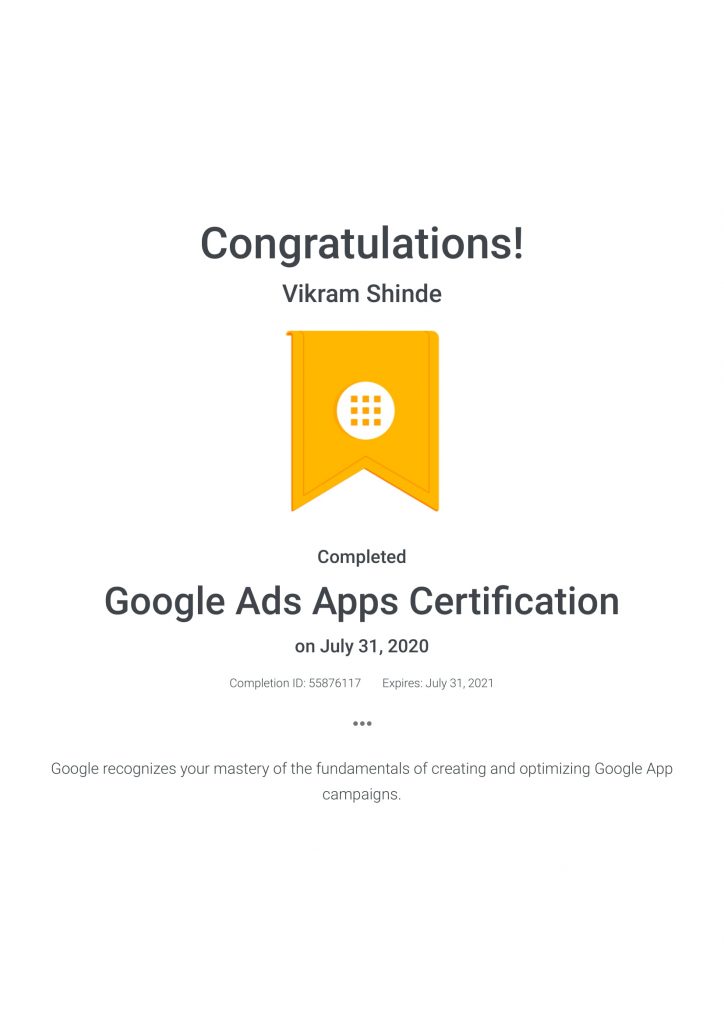 Congratulations!
Vikram Shinde
Completed
Google Ads Apps Certification
on July 31, 2020
Completion ID: 55876117 Expires: July 31, 2021
•••
Google recognizes your mastery of the fundamentals of creating and optimizing Google App
campaigns.